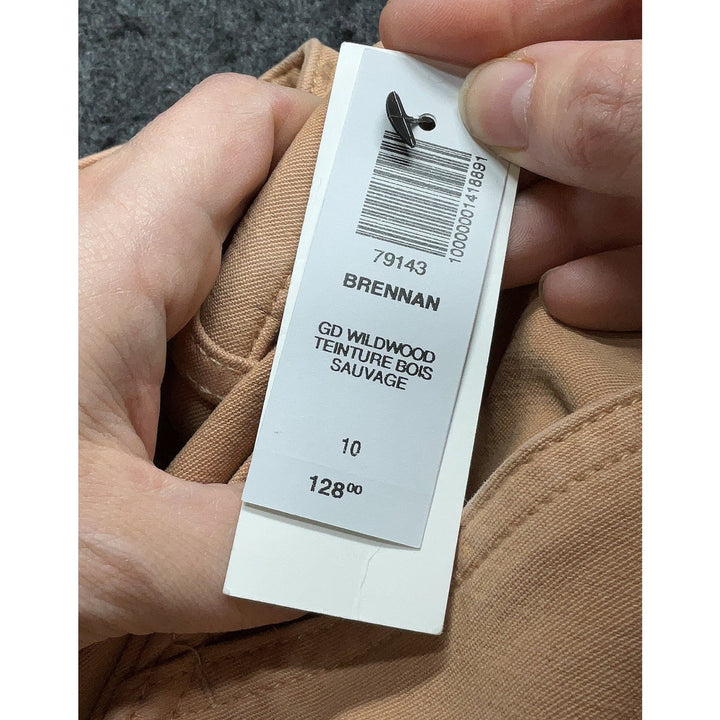 10000001418891
79143
BRENNAN
GD WILDWOOD
TEINTURE BOIS
SAUVAGE
10
128⁰⁰